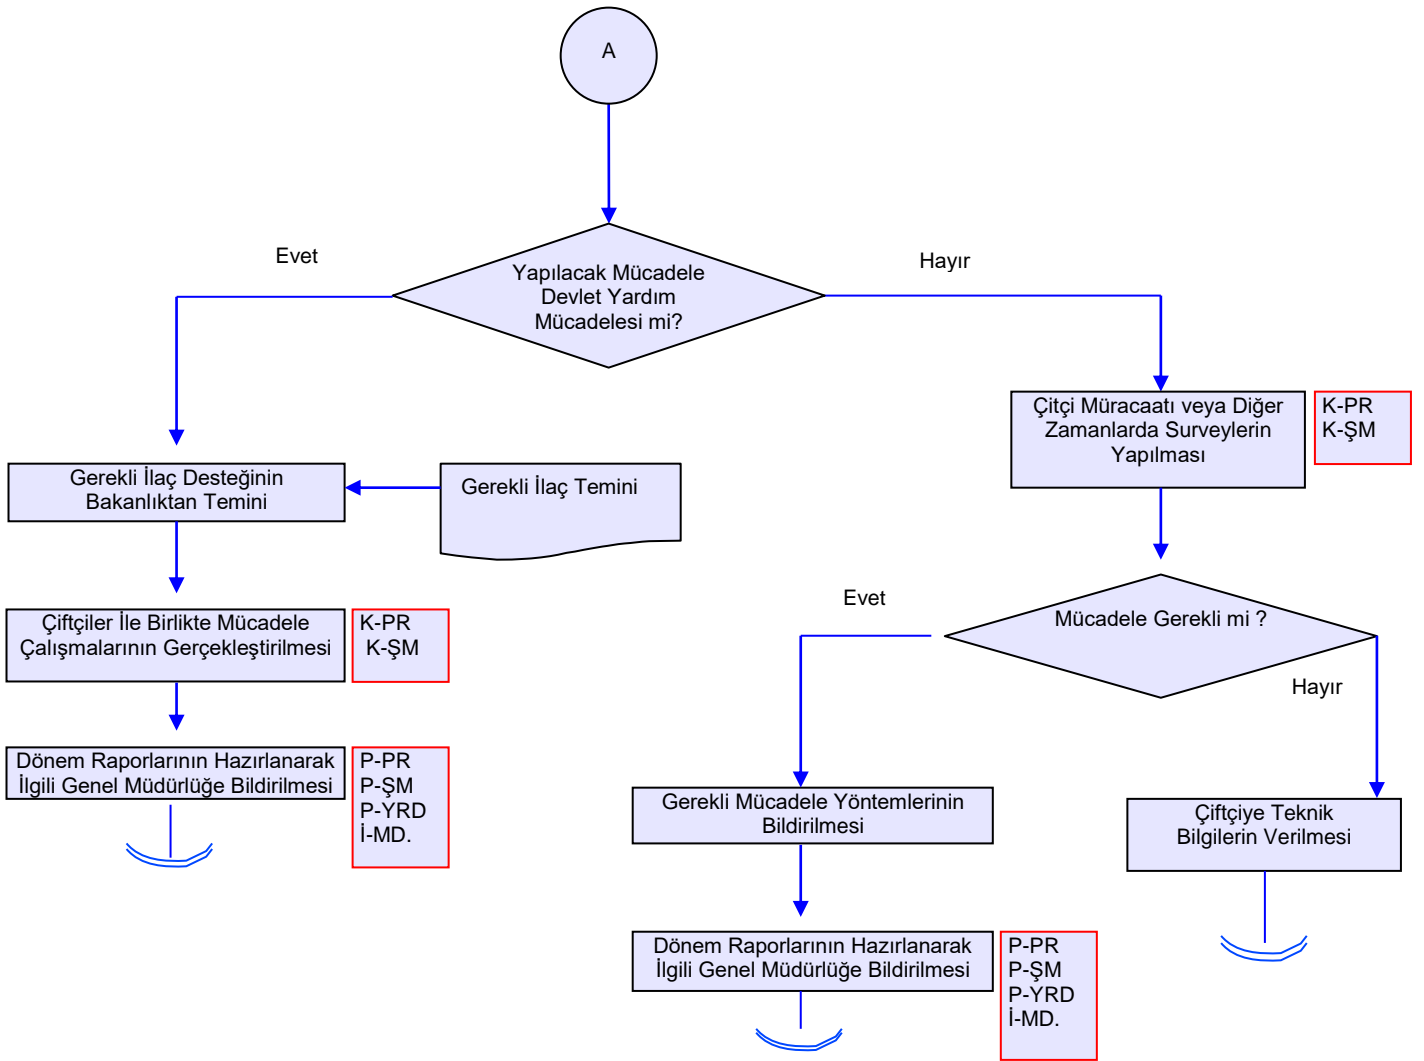 A
Evet
Yapılacak Mücadele
Devlet Yardım
Mücadelesi mi?
Hayır
Çitçi Müracaatı veya Diğer
Zamanlarda Surveylerin
Yapılması
K-PR
K-ŞM
Gerekli İlaç Desteğinin
Bakanlıktan Temini
Gerekli İlaç Temini
Çiftçiler İle Birlikte Mücadele
Çalışmalarının Gerçekleştirilmesi
K-PR
K-ŞM
Evet
Mücadele Gerekli mi ?
Hayır
Dönem Raporlarının Hazırlanarak
İlgili Genel Müdürlüğe Bildirilmesi
P-PR
P-ŞM
P-YRD
İ-MD.
Gerekli Mücadele Yöntemlerinin
Bildirilmesi
Çiftçiye Teknik
Bilgilerin Verilmesi
Dönem Raporlarının Hazırlanarak
İlgili Genel Müdürlüğe Bildirilmesi
P-PR
P-ŞM
P-YRD
İ-MD.